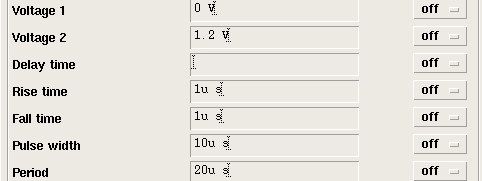 Voltage 1 0 V off
Voltage 2 1.2 V off
Delay time off
Rise time 1u s off
Fall time 1u s off
Pulse width 10u s off
Period 20u s off